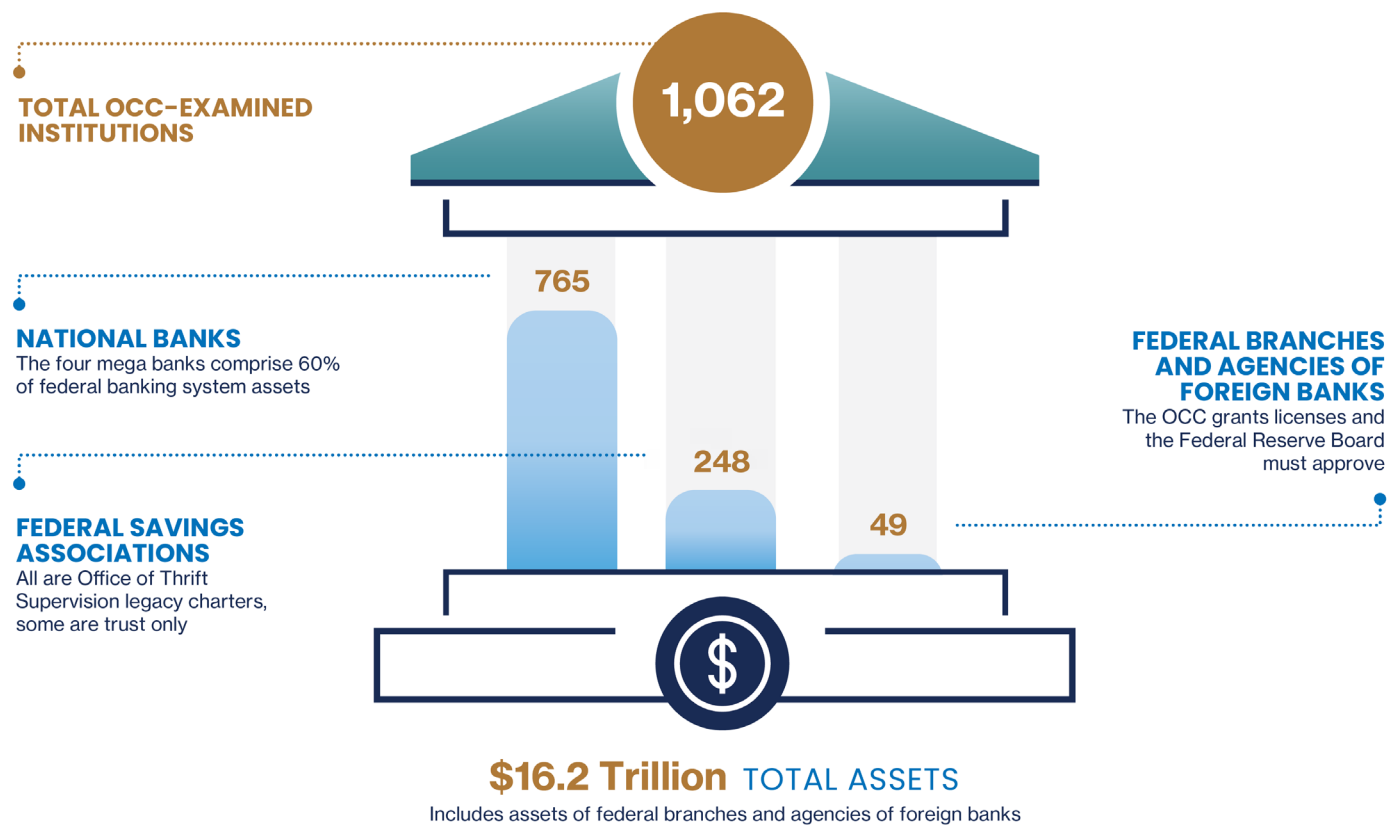 1,062
TOTAL OCC-EXAMINED
INSTITUTIONS
765
NATIONAL BANKS
The four mega banks comprise 60%
of federal banking system assets
248
FEDERAL SAVINGS
ASSOCIATIONS
All are Office of Thrift
Supervision legacy charters,
some are trust only
FEDERAL BRANCHES
AND AGENCIES OF
FOREIGN BANKS
The OCC grants licenses and
the Federal Reserve Board
must approve
49
$
$16.2 Trillion TOTAL ASSETS
Includes assets of federal branches and agencies of foreign banks